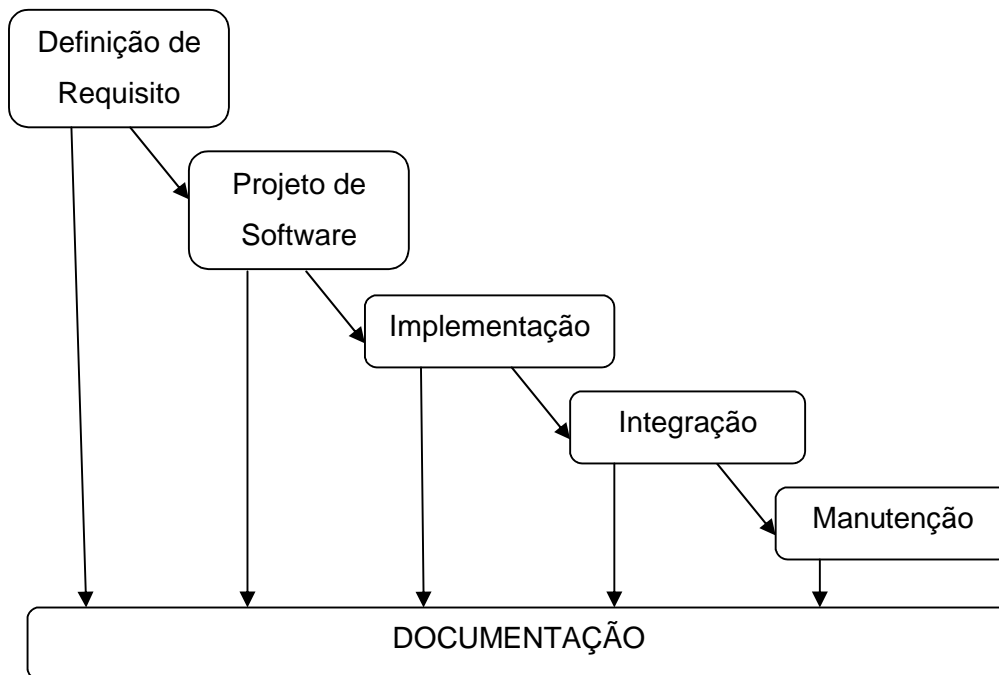 Definição de
Requisito
Projeto de
Software
Implementação
Integração
Manutenção
DOCUMENTAÇÃO